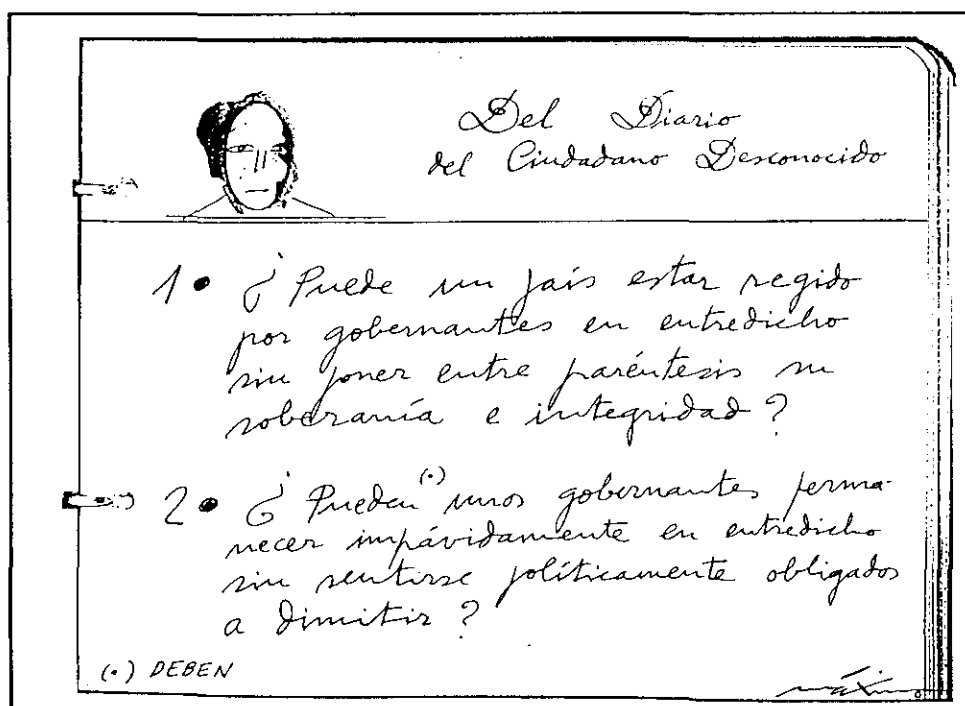 Del Diario
del Ciudadano Desconocido
1• ¿Puede un país estar regido
por gobernantes en entredicho
sin poner entre paréntesis su
soberanía e integridad?
2• ¿Pueden(•) unos gobernantes perma-
necer impávidamente en entredicho
sin sentirse políticamente obligados
a dimitir?
(•) DEBEN
máximo